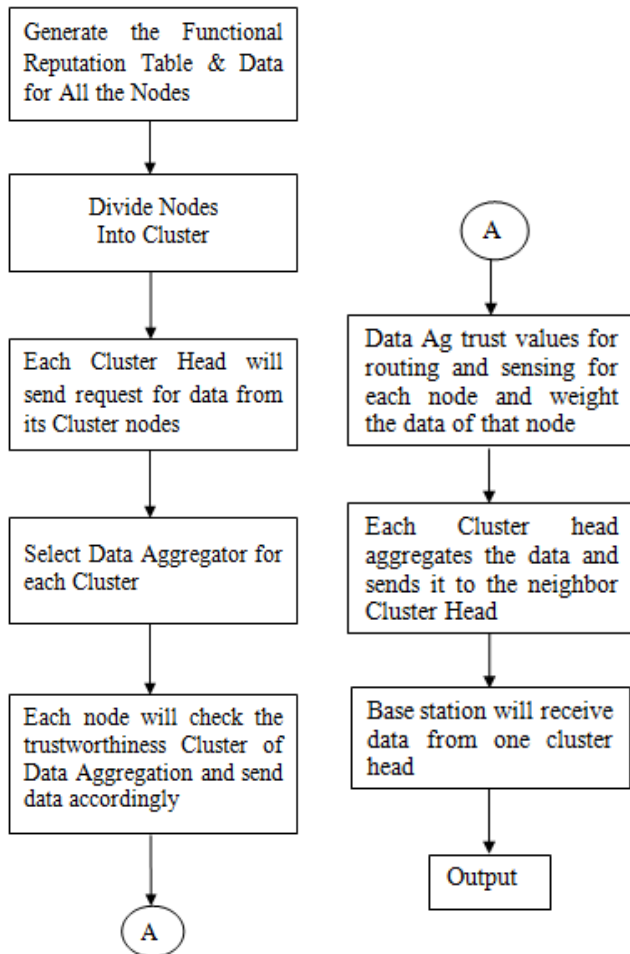 Generate the Functional
Reputation Table & Data
for All the Nodes
Divide Nodes
Into Cluster
Each Cluster Head will
send request for data from
its Cluster nodes
Select Data Aggregator for
each Cluster
Each node will check the
trustworthiness Cluster of
Data Aggregation and send
data accordingly
A
A
Data Ag trust values for
routing and sensing for
each node and weight
the data of that node
Each Cluster head
aggregates the data and
sends it to the neighbor
Cluster Head
Base station will receive
data from one cluster
head
Output